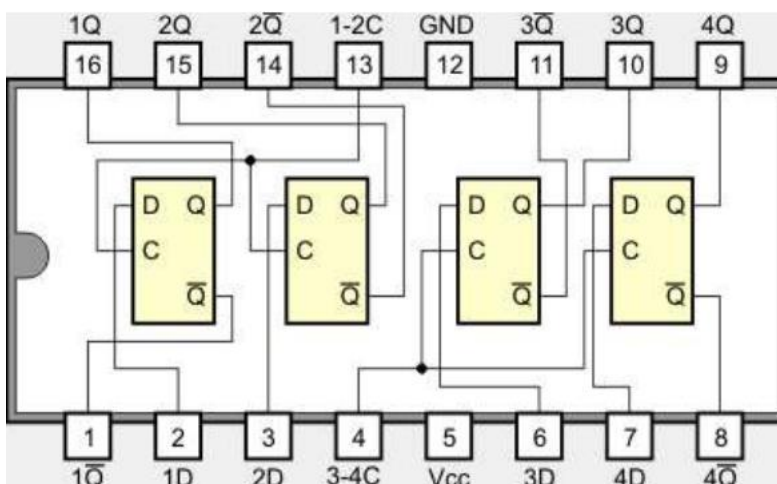 1Q 2Q 2Q̅ 1-2C GND 3Q̅ 3Q 4Q
16 15 14 13 12 11 10 9
D Q D Q D Q D Q
C C C C
Q̅ Q̅ Q̅ Q̅
1 2 3 4 5 6 7 8
1Q̅ 1D 2D 3-4C Vcc 3D 4D 4Q̅